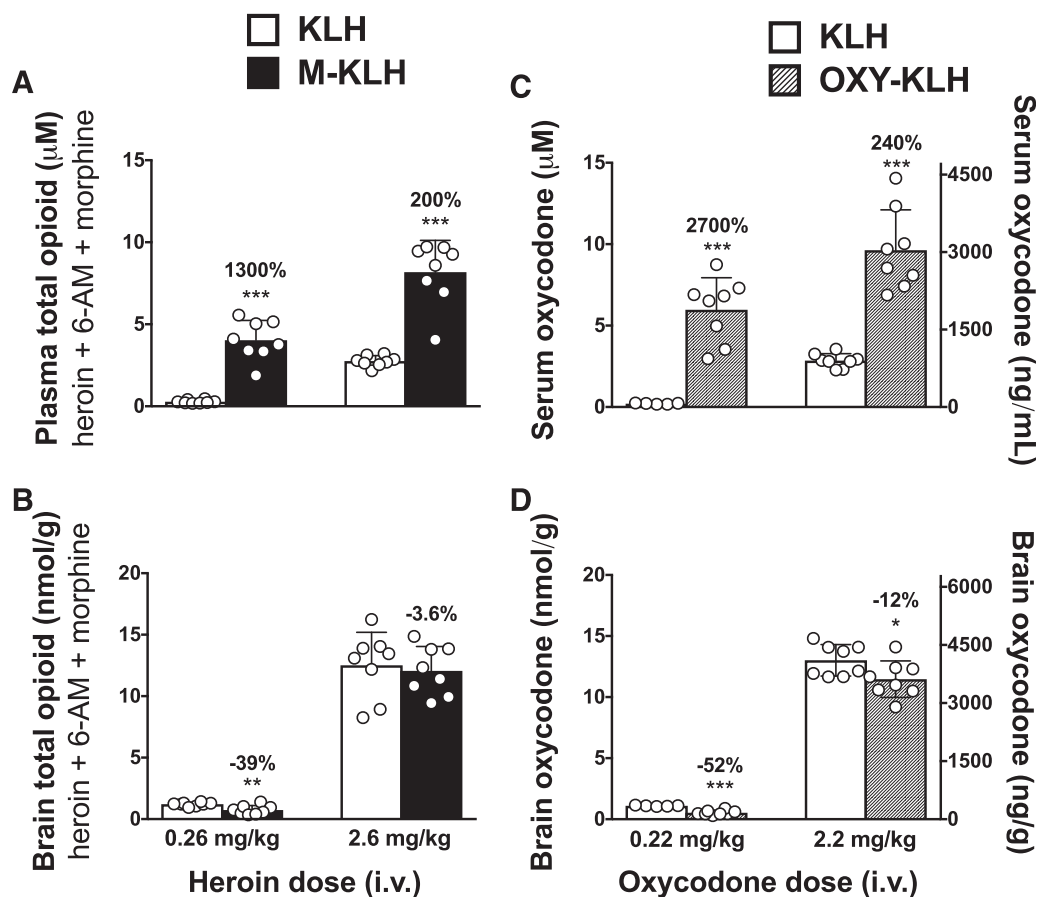 KLH
M-KLH
A
Plasma total opioid (μM)
heroin + 6-AM + morphine
15
10
5
0
1300%
***
200%
***
KLH
OXY-KLH
C
Serum oxycodone (μM)
15
10
5
0
2700%
***
240%
***
4500
3000
1500
0
Serum oxycodone (ng/mL)
B
Brain total opioid (nmol/g)
heroin + 6-AM + morphine
20
15
10
5
0
-39%
**
-3.6%
0.26 mg/kg
2.6 mg/kg
Heroin dose (i.v.)
D
Brain oxycodone (nmol/g)
20
15
10
5
0
-52%
***
-12%
*
6000
4500
3000
1500
0
Brain oxycodone (ng/g)
0.22 mg/kg
2.2 mg/kg
Oxycodone dose (i.v.)